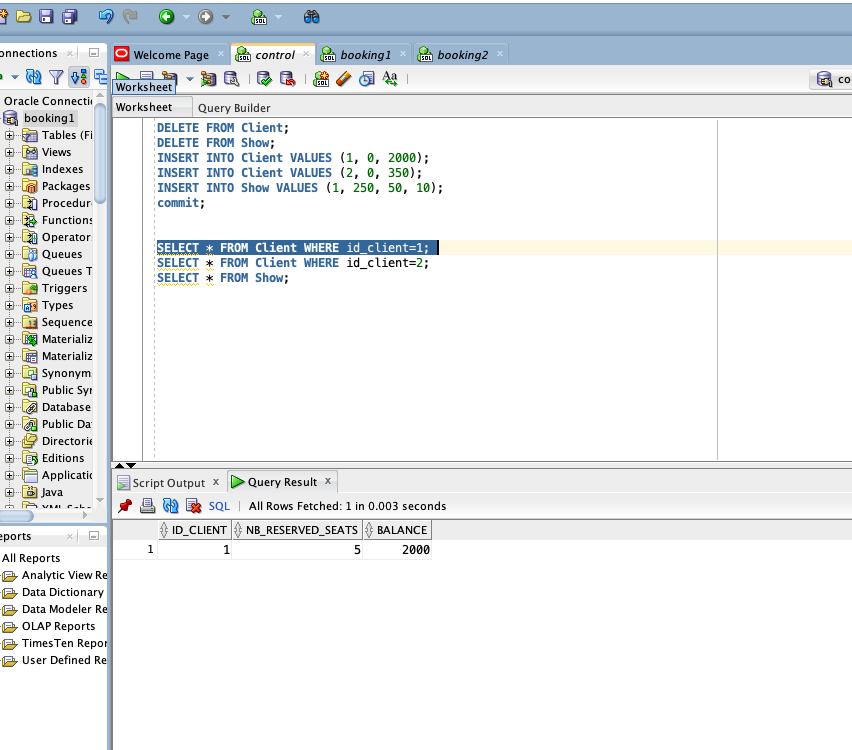 onnections
Welcome Page
control
booking1
booking2
Worksheet
co
Worksheet
Query Builder
Oracle Connecti
booking1
Tables (Fi
Views
Indexes
Packages
Procedur
Functions
Operator
Queues
Queues T
Triggers
Types
Sequence
Materializ
Materializ
Synonym
Public Syr
Database
Public Da
Directorie
Editions
Applicatio
Java
XML Sche
DELETE FROM Client;
DELETE FROM Show;
INSERT INTO Client VALUES (1, 0, 2000);
INSERT INTO Client VALUES (2, 0, 350);
INSERT INTO Show VALUES (1, 250, 50, 10);
commit;
SELECT * FROM Client WHERE id_client=1;
SELECT * FROM Client WHERE id_client=2;
SELECT * FROM Show;
Script Output
Query Result
SQL
All Rows Fetched: 1 in 0.003 seconds
ID_CLIENT NB_RESERVED_SEATS BALANCE
1 1 5 2000
eports
All Reports
Analytic View Re
Data Dictionary
Data Modeler Re
OLAP Reports
TimesTen Repor
User Defined Re